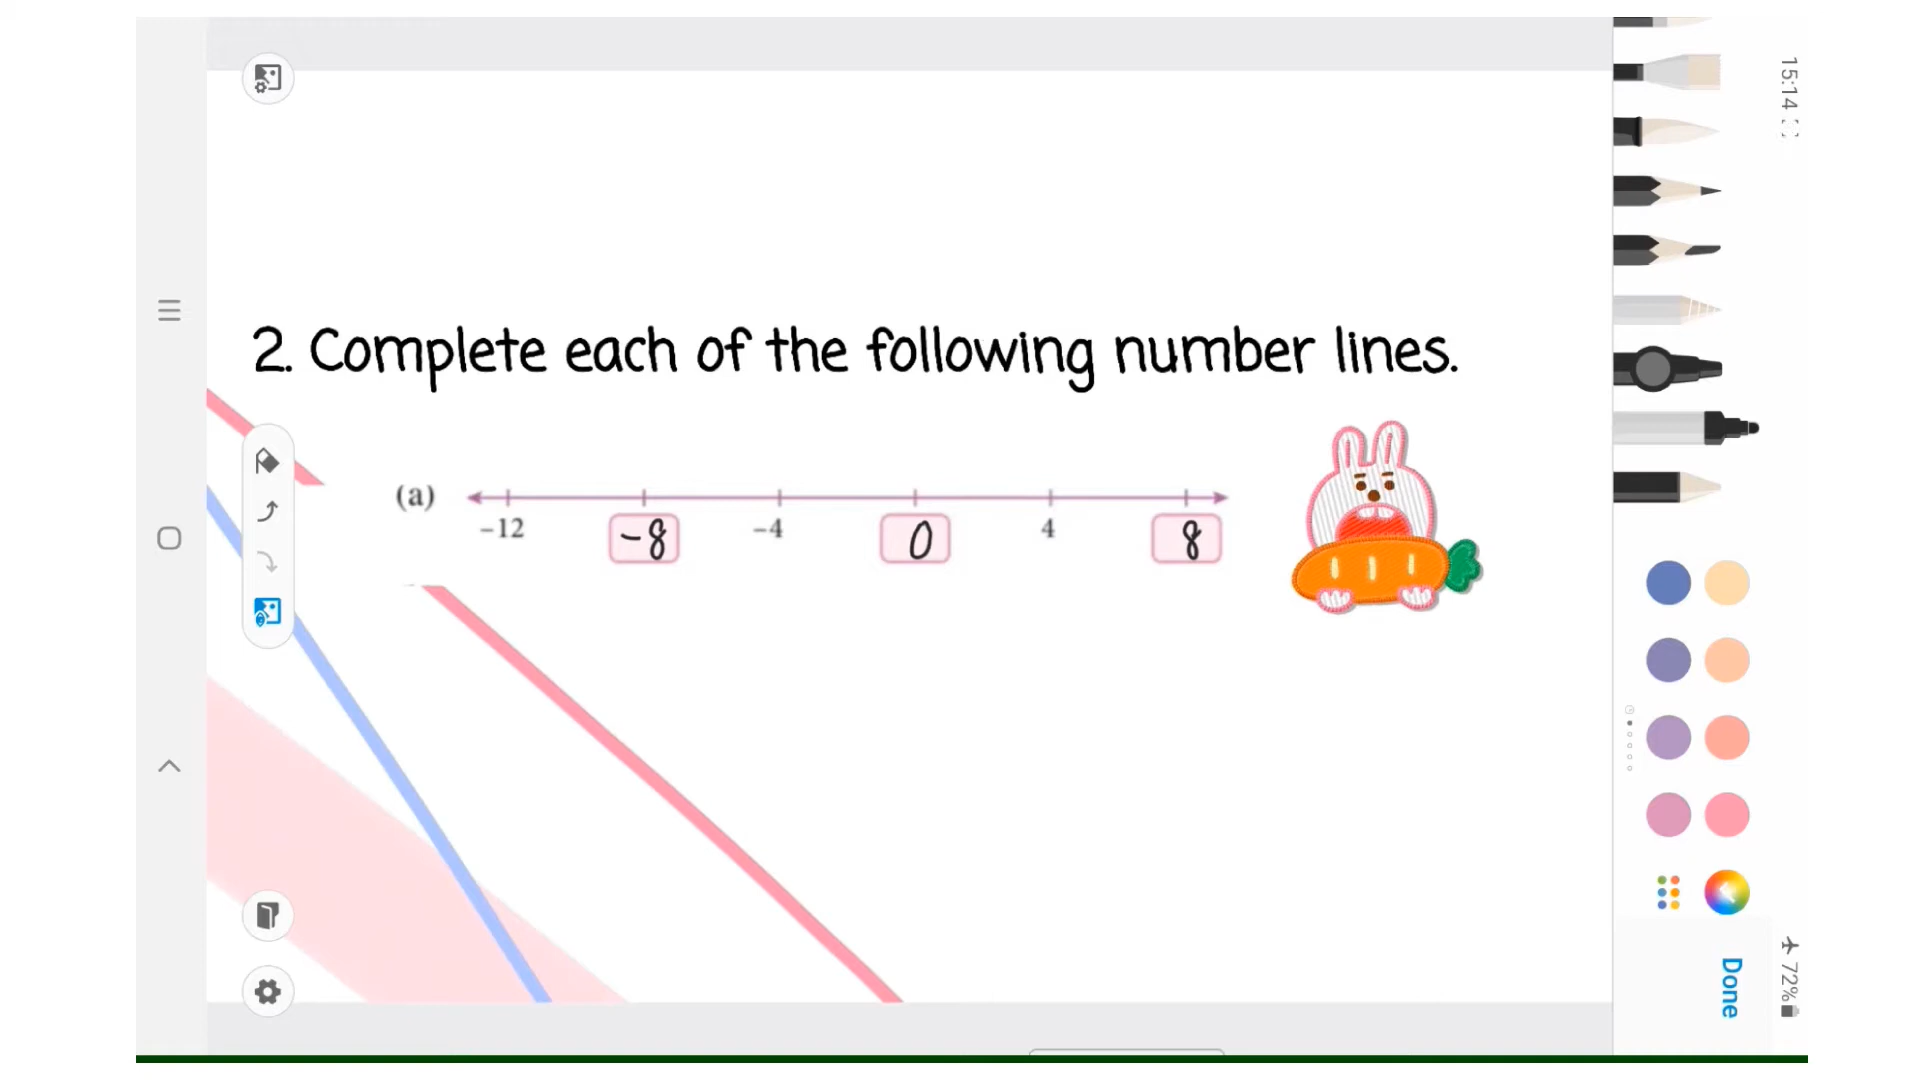 15:14
2. Complete each of the following number lines.
(a)
-12 -8 -4 0 4 8
Done
72%